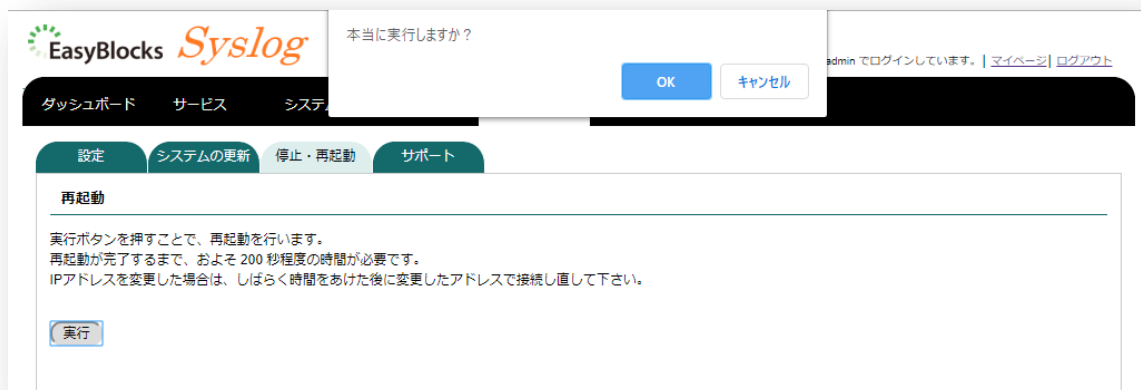 EasyBlocks Syslog
本当に実行しますか？
OK
キャンセル
admin でログインしています。| マイページ| ログアウト
ダッシュボード サービス システム
設定 システムの更新 停止・再起動 サポート
再起動
実行ボタンを押すことで、再起動を行います。
再起動が完了するまで、およそ 200 秒程度の時間が必要です。
IPアドレスを変更した場合は、しばらく時間をあけた後に変更したアドレスで接続し直して下さい。
実行